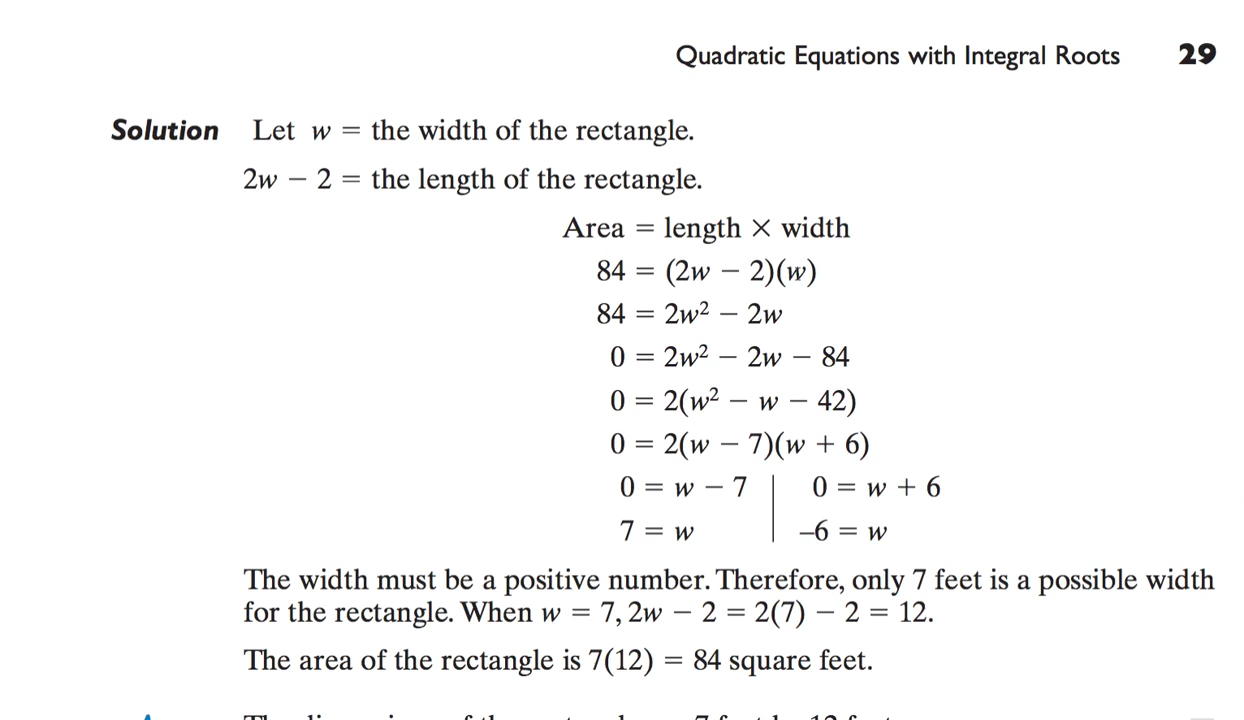 Quadratic Equations with Integral Roots 29
Solution Let w = the width of the rectangle.
2w − 2 = the length of the rectangle.
Area = length × width
84 = (2w − 2)(w)
84 = 2w² − 2w
0 = 2w² − 2w − 84
0 = 2(w² − w − 42)
0 = 2(w − 7)(w + 6)
0 = w − 7 | 0 = w + 6
7 = w | –6 = w
The width must be a positive number. Therefore, only 7 feet is a possible width
for the rectangle. When w = 7, 2w − 2 = 2(7) − 2 = 12.
The area of the rectangle is 7(12) = 84 square feet.